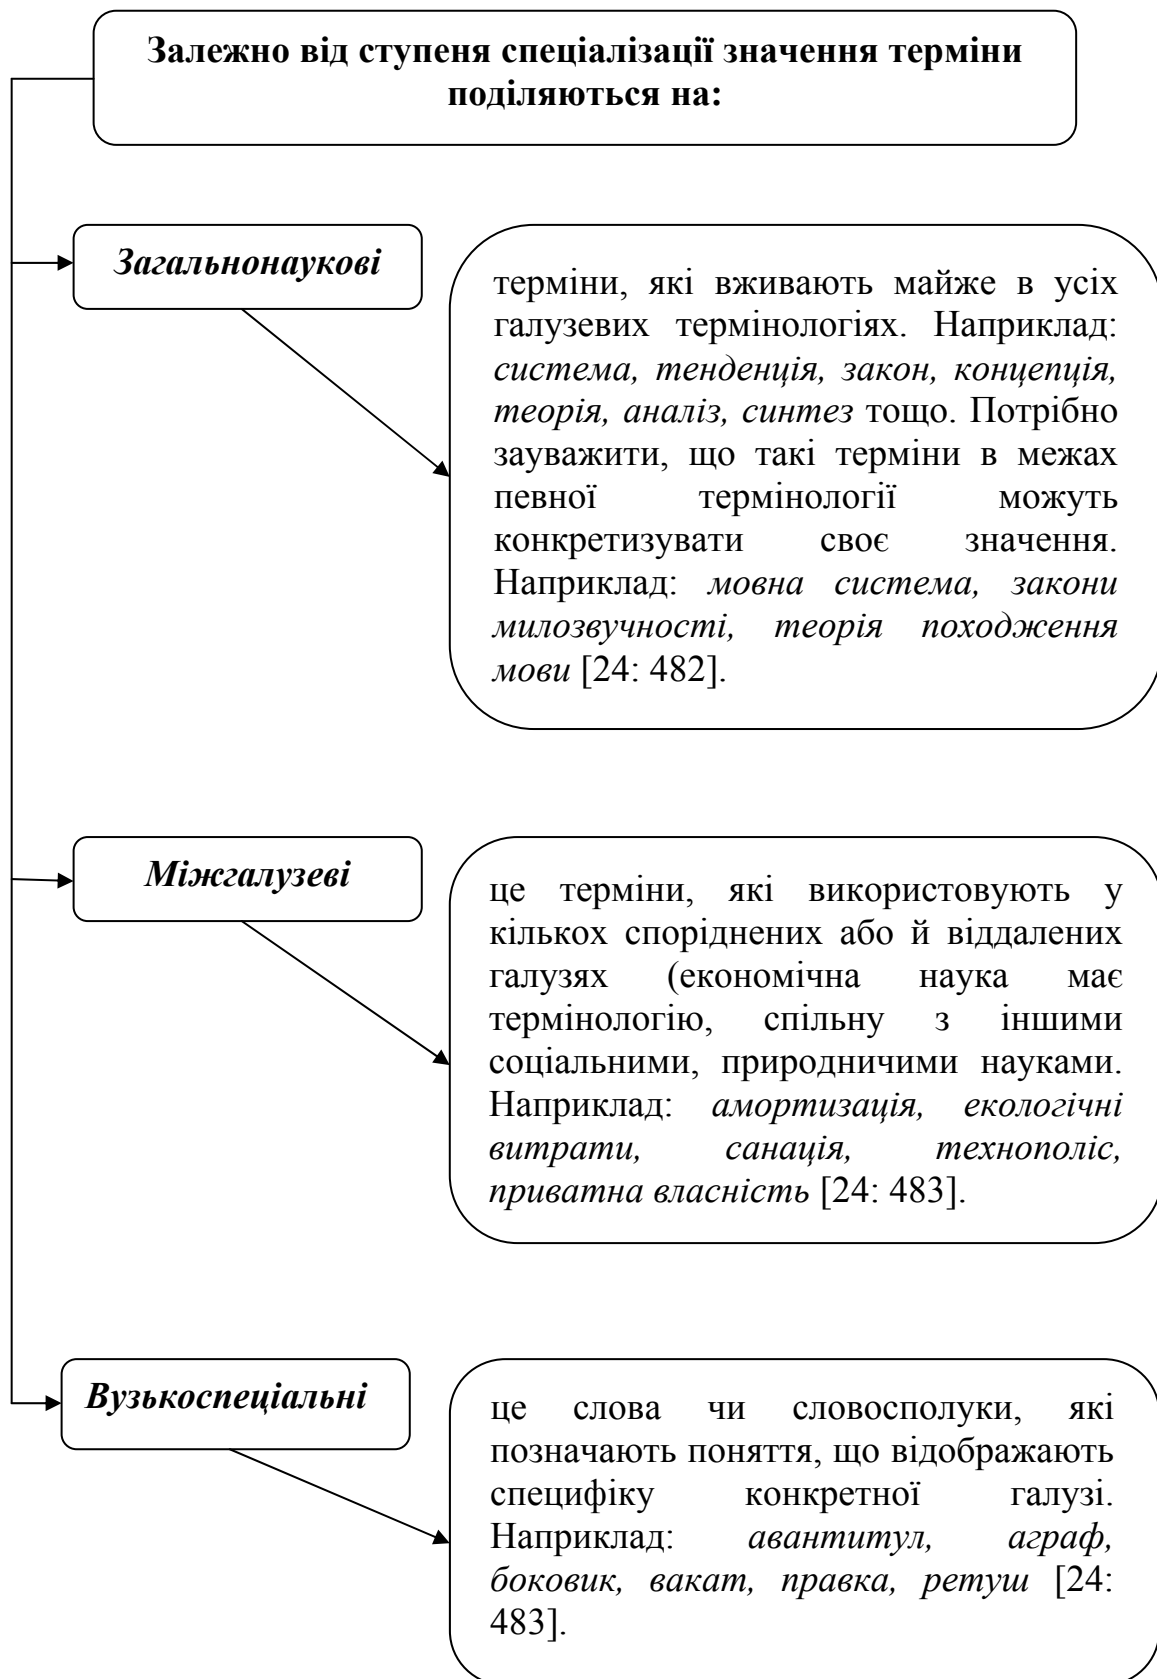 Залежно від ступеня спеціалізації значення терміни
поділяються на:
Загальнонаукові
терміни, які вживають майже в усіх
галузевих термінологіях. Наприклад:
система, тенденція, закон, концепція,
теорія, аналіз, синтез тощо. Потрібно
зауважити, що такі терміни в межах
певної термінології можуть
конкретизувати своє значення.
Наприклад: мовна система, закони
милозвучності, теорія походження
мови [24: 482].
Міжгалузеві
це терміни, які використовують у
кількох споріднених або й віддалених
галузях (економічна наука має
термінологію, спільну з іншими
соціальними, природничими науками.
Наприклад: амортизація, екологічні
витрати, санація, технополіс,
приватна власність [24: 483].
Вузькоспеціальні
це слова чи словосполуки, які
позначають поняття, що відображають
специфіку конкретної галузі.
Наприклад: авантитул, аграф,
боковик, вакат, правка, ретуш [24:
483].